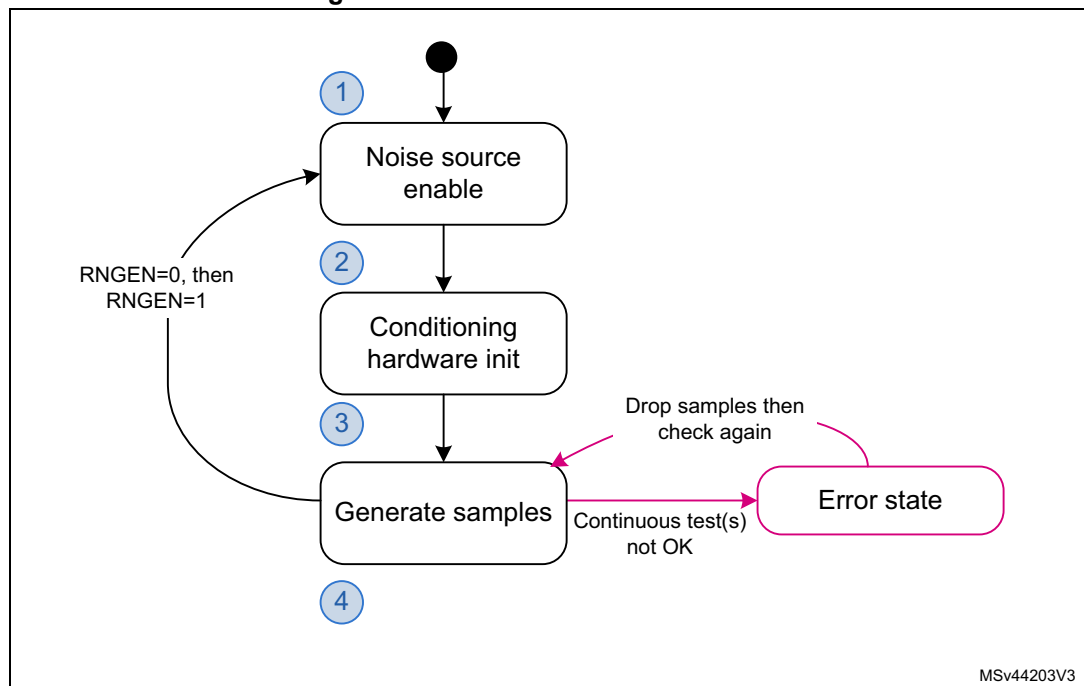 1
Noise source
enable
2
RNGEN=0, then
RNGEN=1
Conditioning
hardware init
3
Drop samples then
check again
Generate samples
Continuous test(s)
not OK
Error state
4
MSv44203V3